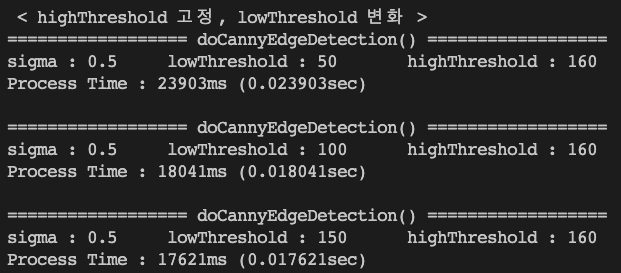 < highThreshold 고정, lowThreshold 변화 >
================= doCannyEdgeDetection() =================
sigma : 0.5 lowThreshold : 50 highThreshold : 160
Process Time : 23903ms (0.023903sec)
================= doCannyEdgeDetection() =================
sigma : 0.5 lowThreshold : 100 highThreshold : 160
Process Time : 18041ms (0.018041sec)
================= doCannyEdgeDetection() =================
sigma : 0.5 lowThreshold : 150 highThreshold : 160
Process Time : 17621ms (0.017621sec)